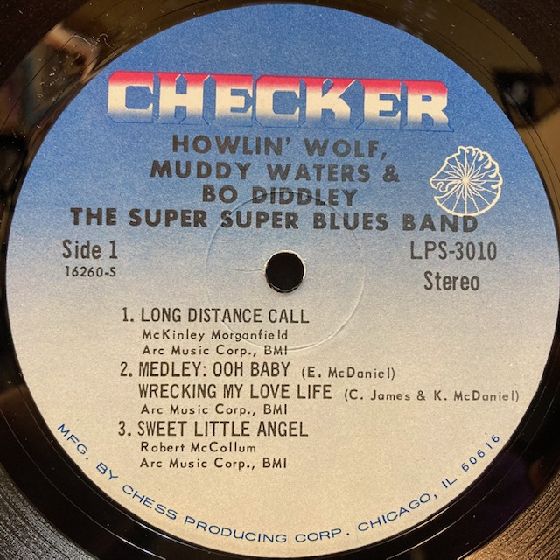 CHECKER
HOWLIN' WOLF,
MUDDY WATERS &
BO DIDDLEY
THE SUPER SUPER BLUES BAND
Side 1
16260-S
LPS-3010
Stereo
1. LONG DISTANCE CALL
McKinley Morganfield
Arc Music Corp., BMI
2. MEDLEY: OOH BABY (E. McDaniel)
WRECKING MY LOVE LIFE (C. James & K. McDaniel)
Arc Music Corp., BMI
3. SWEET LITTLE ANGEL
Robert McCollum
Arc Music Corp., BMI
MFG. BY CHESS PRODUCING CORP. CHICAGO, IL 60616